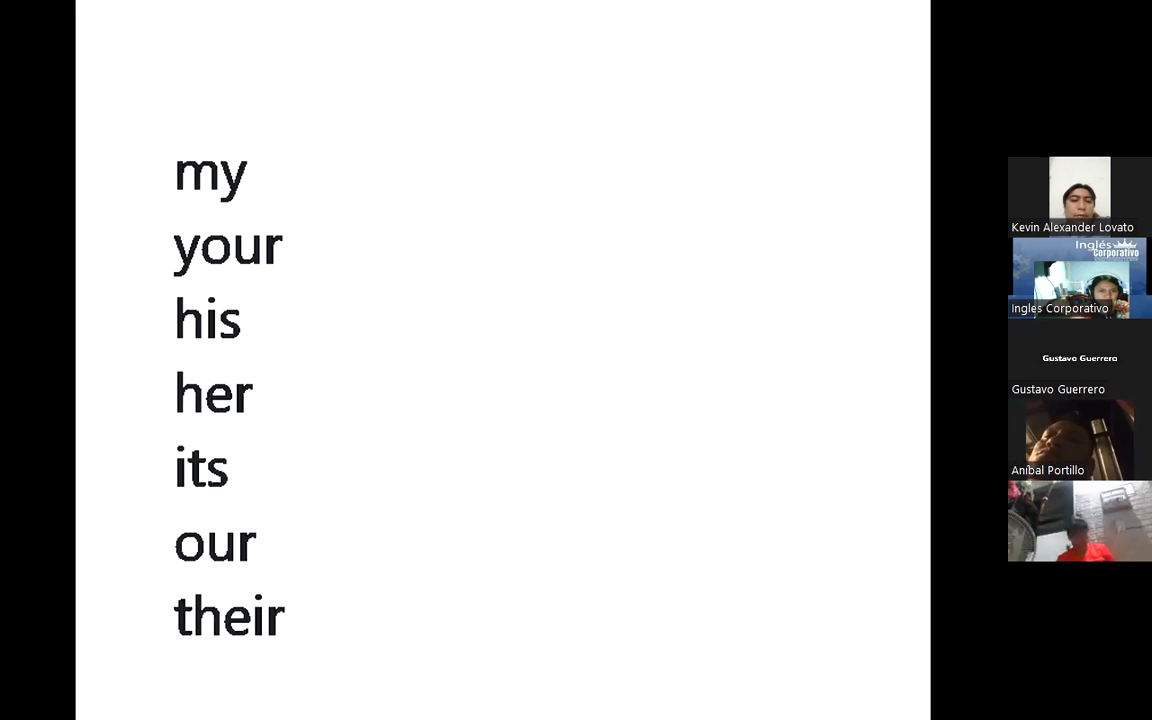 my
your
his
her
its
our
their
Kevin Alexander Lovato
Inglés
Corporativo
Ingles Corporativo
Gustavo Guerrero
Gustavo Guerrero
Aníbal Portillo